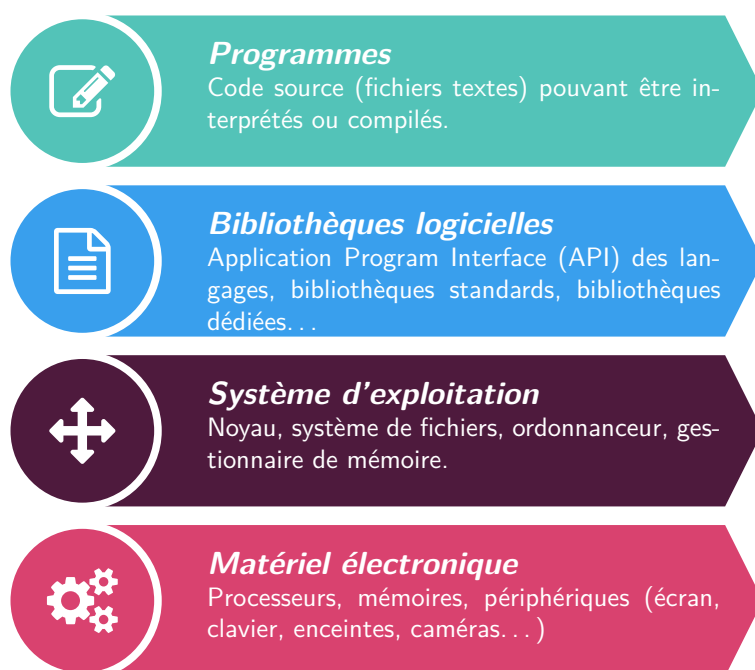 Programmes
Code source (fichiers textes) pouvant être in-
terprétés ou compilés.
Bibliothèques logicielles
Application Program Interface (API) des lan-
gages, bibliothèques standards, bibliothèques
dédiées...
Système d'exploitation
Noyau, système de fichiers, ordonnanceur, ges-
tionnaire de mémoire.
Matériel électronique
Processeurs, mémoires, périphériques (écran,
clavier, enceintes, caméras...)